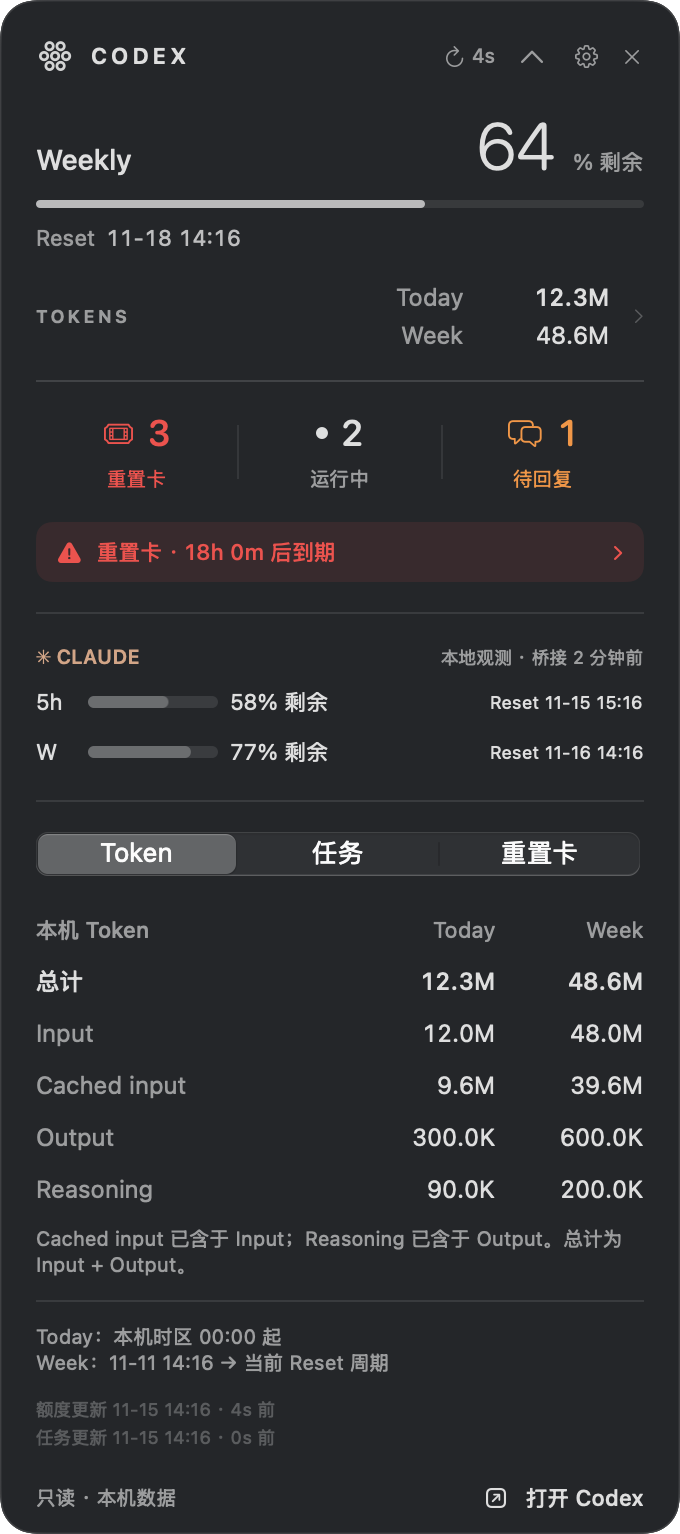 CODEX 4s
Weekly 64 % 剩余
Reset 11-18 14:16
TOKENS
Today 12.3M
Week 48.6M
3 2 1
重置卡 运行中 待回复
重置卡 · 18h 0m 后到期
CLAUDE 本地观测 · 桥接 2 分钟前
5h 58% 剩余 Reset 11-15 15:16
W 77% 剩余 Reset 11-16 14:16
Token 任务 重置卡
本机 Token Today Week
总计 12.3M 48.6M
Input 12.0M 48.0M
Cached input 9.6M 39.6M
Output 300.0K 600.0K
Reasoning 90.0K 200.0K
Cached input 已含于 Input；Reasoning 已含于 Output。总计为
Input + Output。
Today：本机时区 00:00 起
Week：11-11 14:16 → 当前 Reset 周期
额度更新 11-15 14:16 · 4s 前
任务更新 11-15 14:16 · 0s 前
只读 · 本机数据 打开 Codex